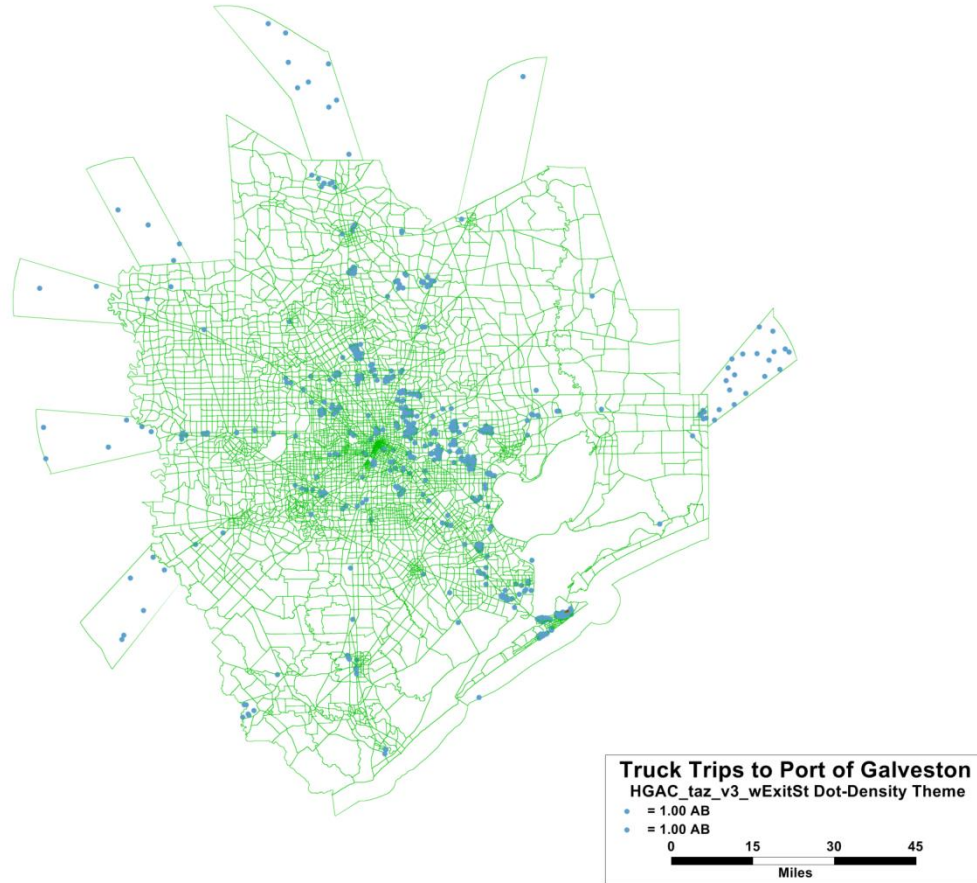 Truck Trips to Port of Galveston
HGAC_taz_v3_wExitSt Dot-Density Theme
= 1.00 AB
= 1.00 AB
0 15 30 45
Miles